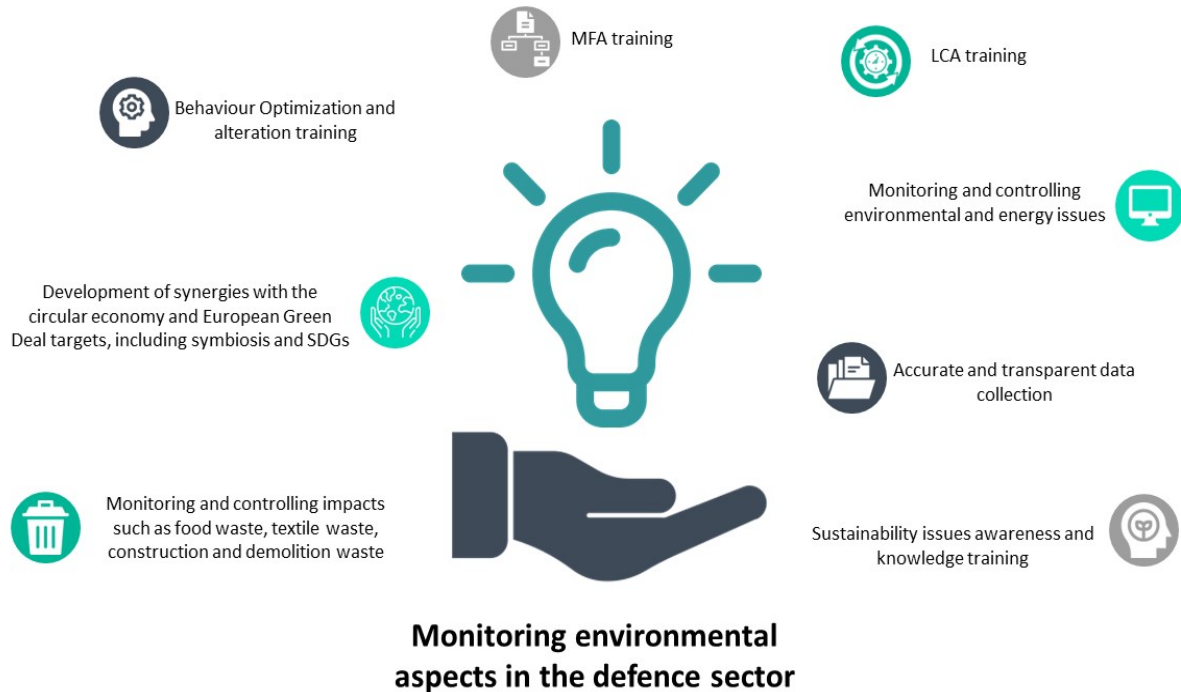 MFA training
LCA training
Behaviour Optimization and
alteration training
Monitoring and controlling
environmental and energy issues
Development of synergies with the
circular economy and European Green
Deal targets, including symbiosis and SDGs
Accurate and transparent data
collection
Monitoring and controlling impacts
such as food waste, textile waste,
construction and demolition waste
Sustainability issues awareness and
knowledge training
Monitoring environmental
aspects in the defence sector